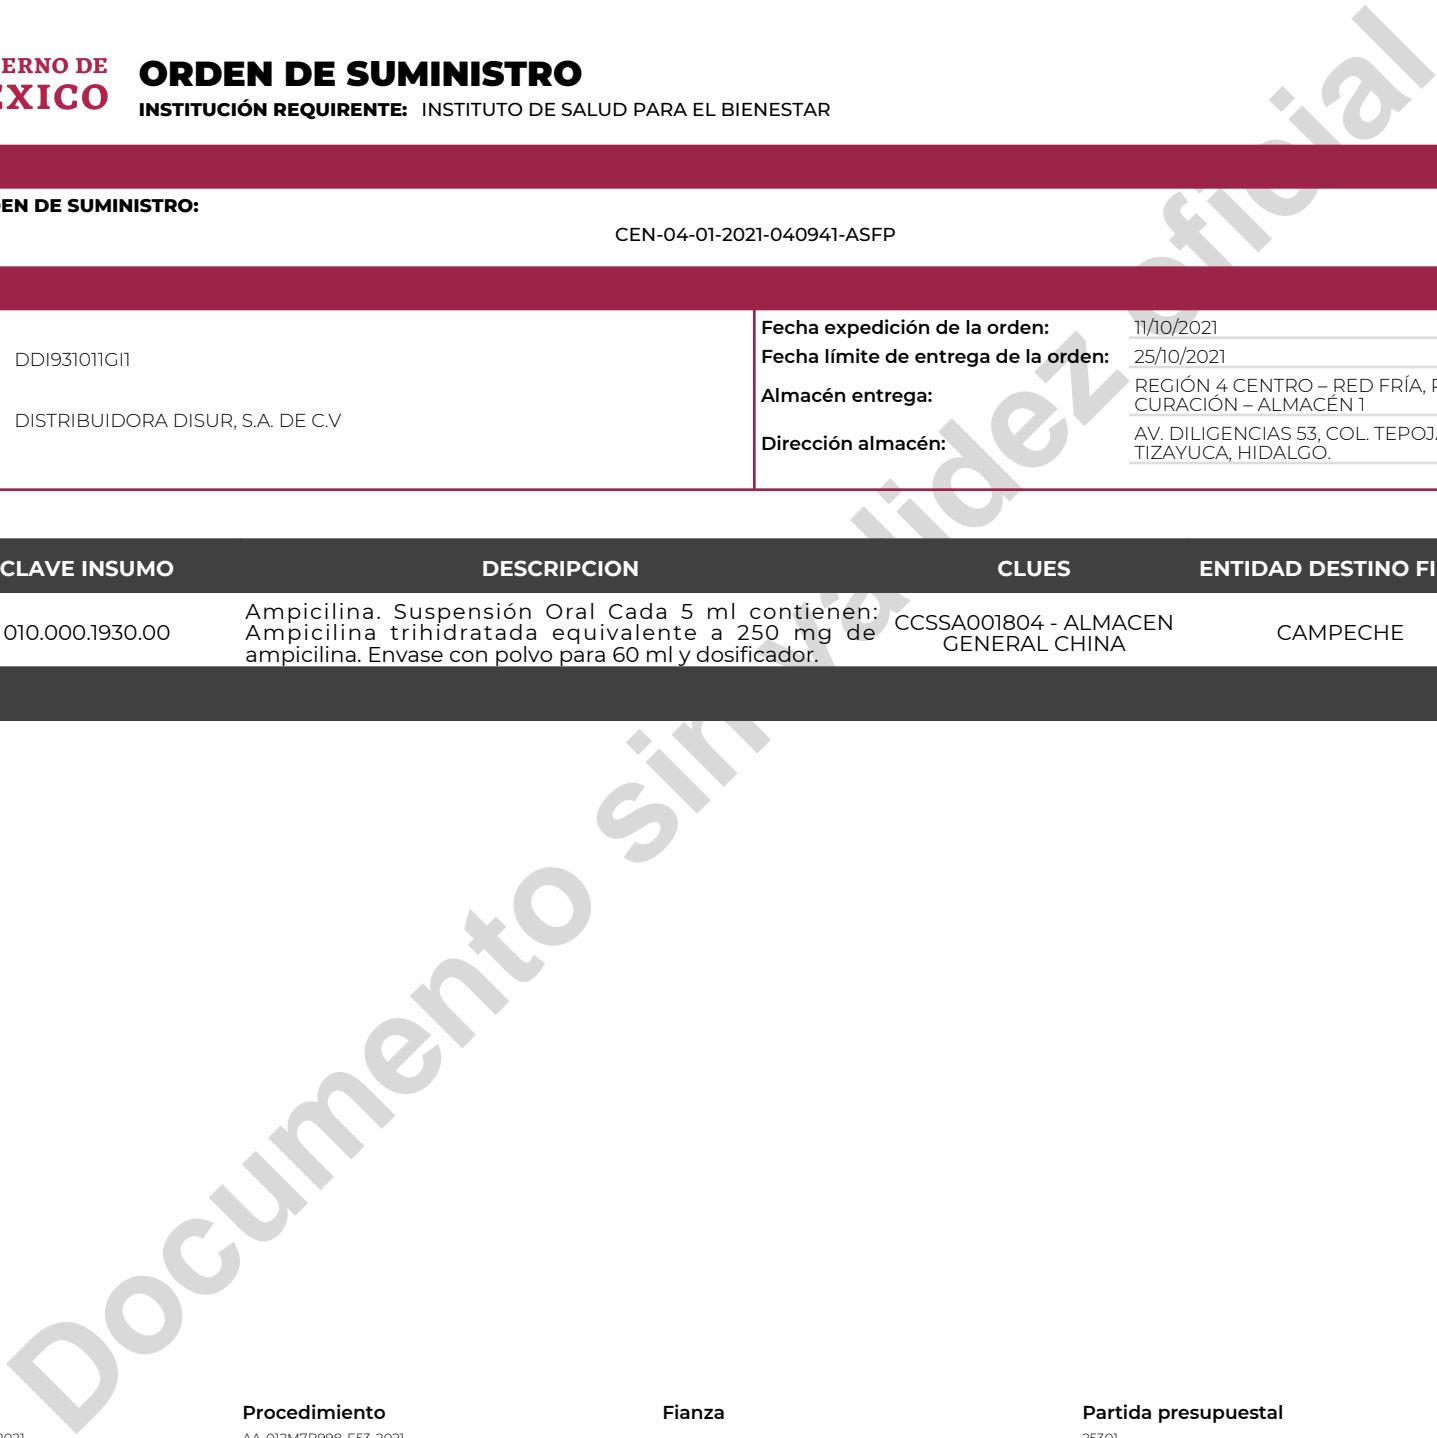 ERNO DE
ORDEN DE SUMINISTRO
INSTITUCIÓN REQUIRENTE: INSTITUTO DE SALUD PARA EL BIENESTAR
EXICO
EN DE SUMINISTRO:
CEN-04-01-2021-040941-ASFP
DDI931011GI1
DISTRIBUIDORA DISUR, S.A. DE C.V
Fecha expedición de la orden: 11/10/2021
Fecha límite de entrega de la orden: 25/10/2021
Almacén entrega: REGIÓN 4 CENTRO – RED FRÍA,
CURACIÓN – ALMACÉN 1
Dirección almacén: AV. DILIGENCIAS 53, COL. TEPOJ
TIZAYUCA, HIDALGO.
CLAVE INSUMO DESCRIPCION CLUES ENTIDAD DESTINO FI
010.000.1930.00
Ampicilina. Suspensión Oral Cada 5 ml contienen:
Ampicilina trihidratada equivalente a 250 mg de
ampicilina. Envase con polvo para 60 ml y dosificador.
CCSSA001804 - ALMACEN
GENERAL CHINA
CAMPECHE
Documento sin validez oficial
Procedimiento Fianza Partida presupuestal